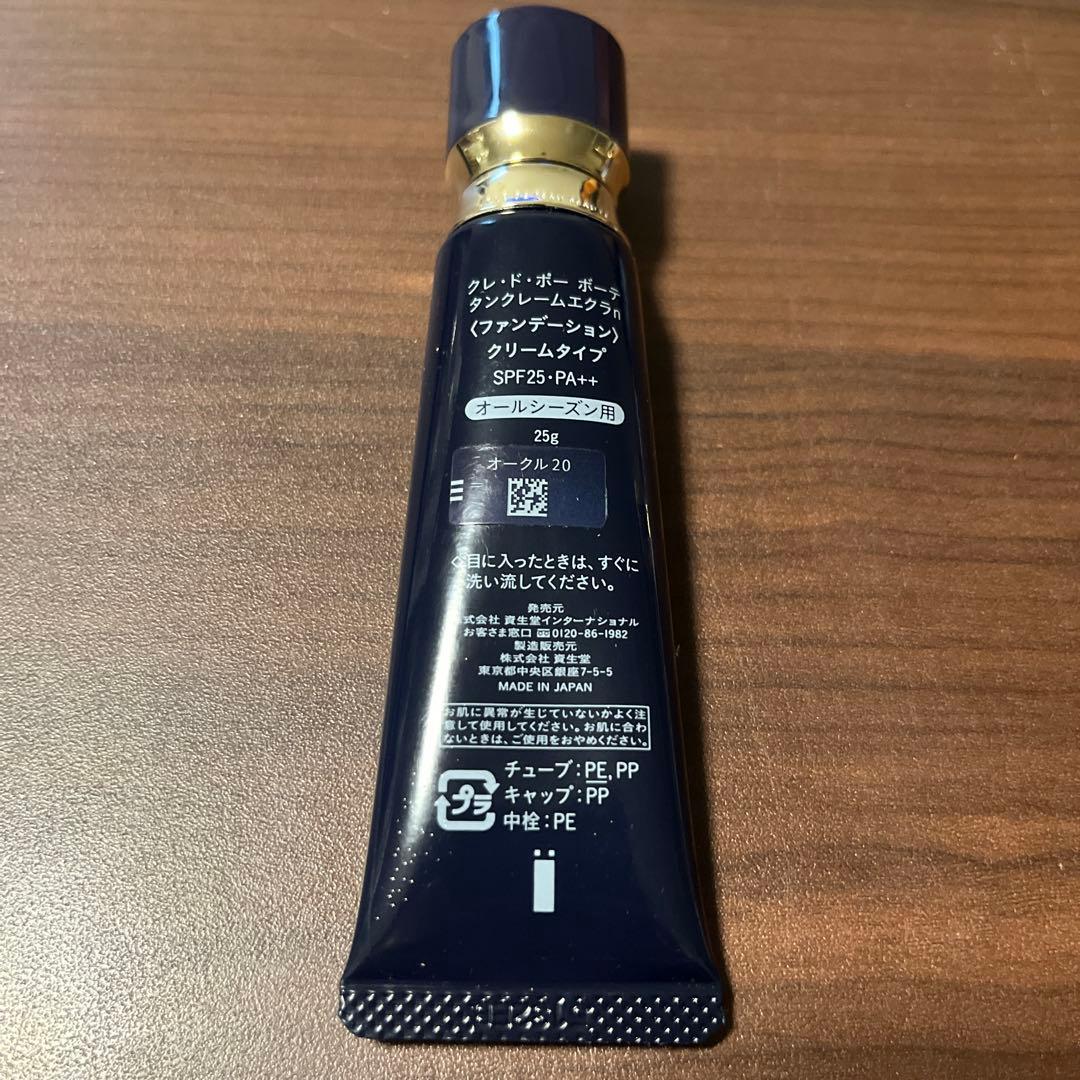 クレ・ド・ポー ボーテ
タンクレームエクラn
〈ファンデーション〉
クリームタイプ
SPF25・PA++
オールシーズン用
25g
オークル20
目に入ったときは、すぐに
洗い流してください。
発売元
式会社 資生堂インターナショナル
お客さま窓口 0120-86-1982
製造販売元
株式会社 資生堂
東京都中央区銀座7-5-5
MADE IN JAPAN
お肌に異常が生じていないかよく注
意して使用してください。お肌に合わ
ないときは、ご使用をおやめください。
チューブ:PE,PP
プラ
キャップ:PP
中栓:PE